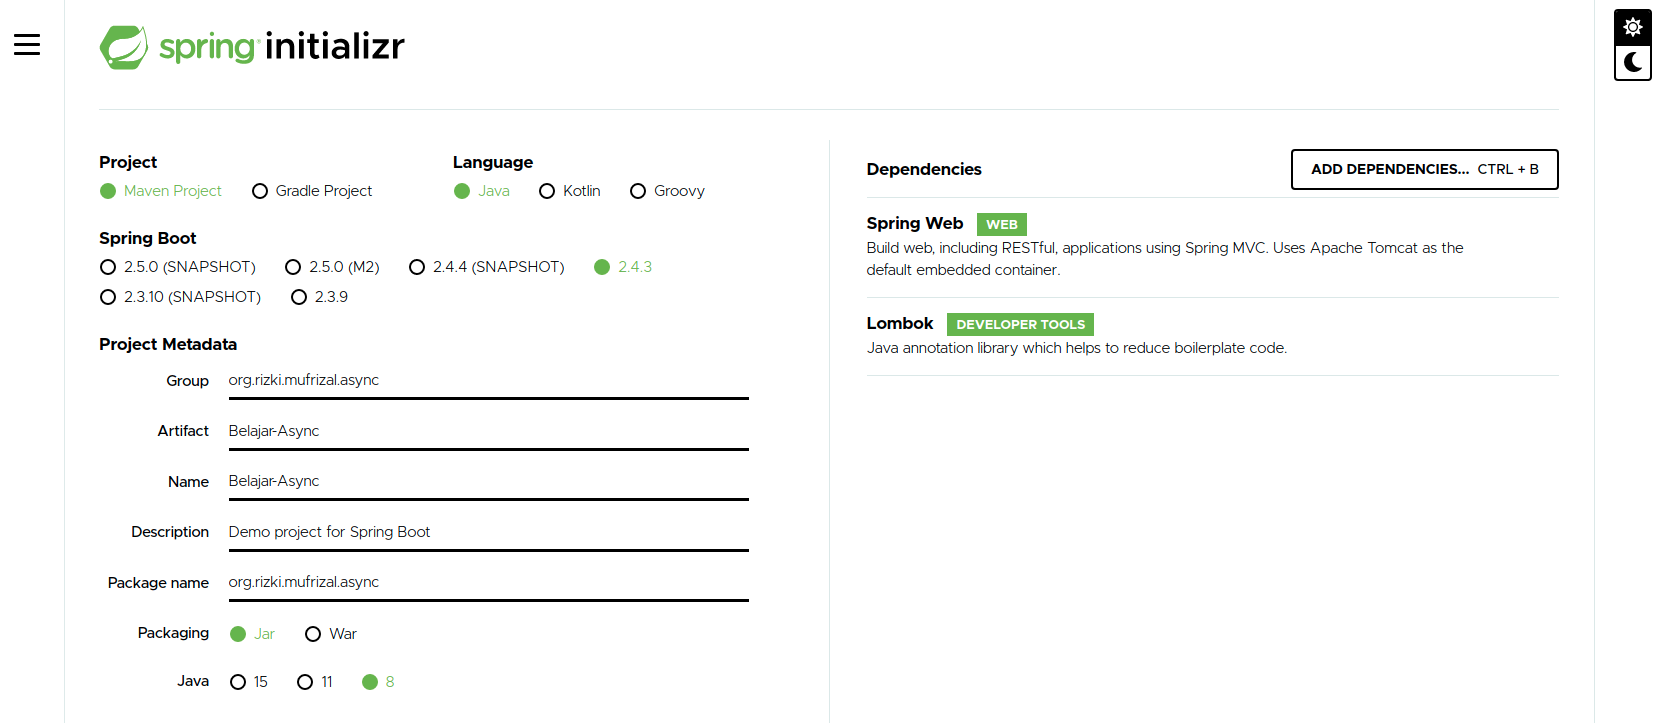 spring initializr
Project
Maven Project Gradle Project
Language
Java Kotlin Groovy
Spring Boot
2.5.0 (SNAPSHOT) 2.5.0 (M2) 2.4.4 (SNAPSHOT) 2.4.3
2.3.10 (SNAPSHOT) 2.3.9
Project Metadata
Group org.rizki.mufrizal.async
Artifact Belajar-Async
Name Belajar-Async
Description Demo project for Spring Boot
Package name org.rizki.mufrizal.async
Packaging Jar War
Java 15 11 8
Dependencies
ADD DEPENDENCIES... CTRL + B
Spring Web WEB
Build web, including RESTful, applications using Spring MVC. Uses Apache Tomcat as the
default embedded container.
Lombok DEVELOPER TOOLS
Java annotation library which helps to reduce boilerplate code.